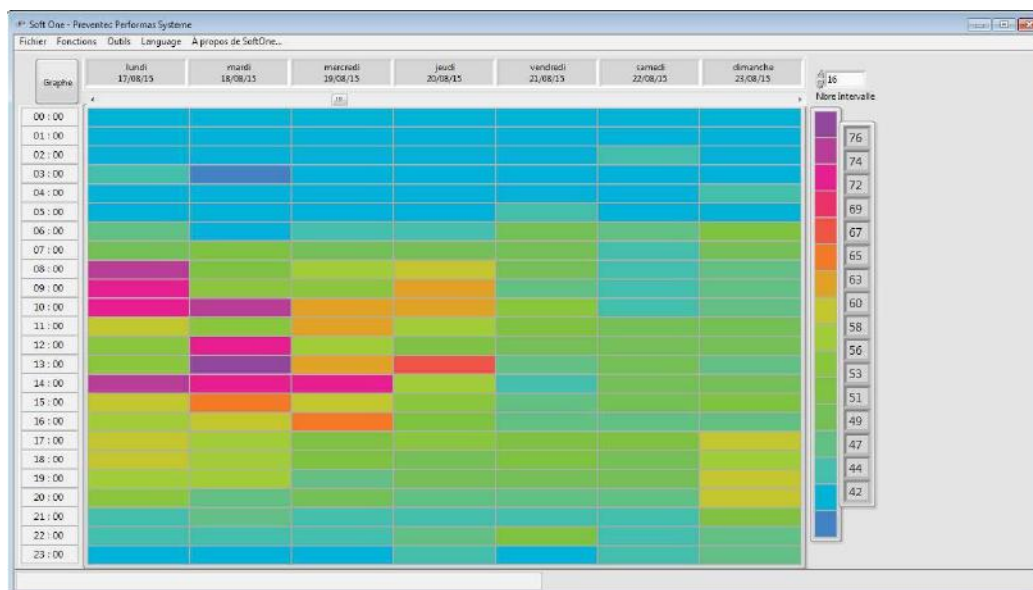 Soft One - Preventec Performas Systeme
Fichier Fonctions Outils Language A propos de SoftOne...
Graphe
lundi mardi mercredi jeudi vendredi samedi dimanche
17/08/15 18/08/15 19/08/15 20/08/15 21/08/15 22/08/15 23/08/15
16
Nbre intervalle
00 : 00
01 : 00
02 : 00
03 : 00
04 : 00
05 : 00
06 : 00
07 : 00
08 : 00
09 : 00
10 : 00
11 : 00
12 : 00
13 : 00
14 : 00
15 : 00
16 : 00
17 : 00
18 : 00
19 : 00
20 : 00
21 : 00
22 : 00
23 : 00
76
74
72
69
67
65
63
60
58
56
53
51
49
47
44
42